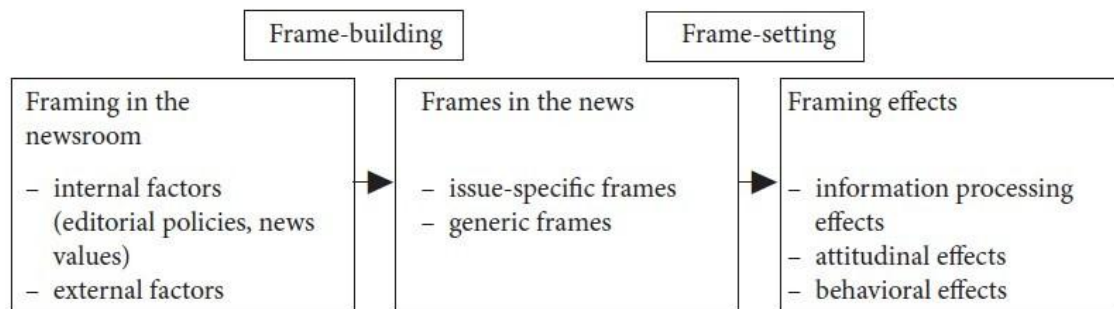 Frame-building
Frame-setting
Framing in the
newsroom
– internal factors
(editorial policies, news
values)
– external factors
Frames in the news
– issue-specific frames
– generic frames
Framing effects
– information processing
effects
– attitudinal effects
– behavioral effects